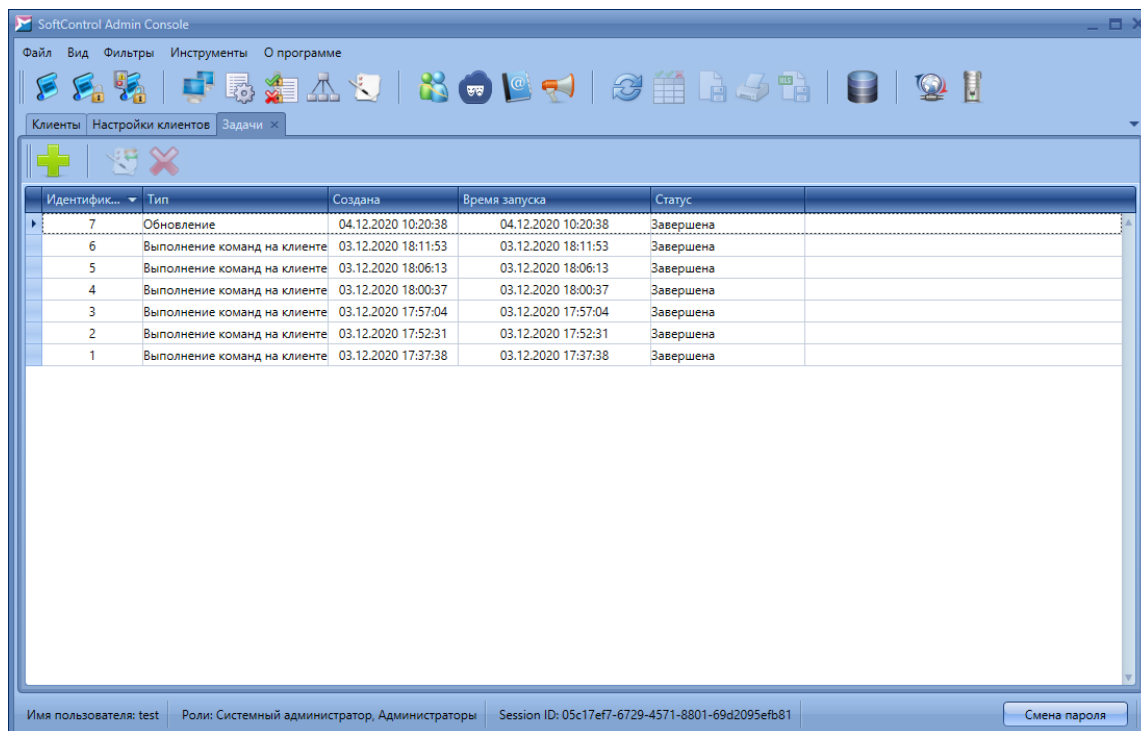 SoftControl Admin Console
Файл Вид Фильтры Инструменты О программе
Клиенты Настройки клиентов Задачи
Идентифик... Тип Создана Время запуска Статус
7 Обновление 04.12.2020 10:20:38 04.12.2020 10:20:38 Завершена
6 Выполнение команд на клиенте 03.12.2020 18:11:53 03.12.2020 18:11:53 Завершена
5 Выполнение команд на клиенте 03.12.2020 18:06:13 03.12.2020 18:06:13 Завершена
4 Выполнение команд на клиенте 03.12.2020 18:00:37 03.12.2020 18:00:37 Завершена
3 Выполнение команд на клиенте 03.12.2020 17:57:04 03.12.2020 17:57:04 Завершена
2 Выполнение команд на клиенте 03.12.2020 17:52:31 03.12.2020 17:52:31 Завершена
1 Выполнение команд на клиенте 03.12.2020 17:37:38 03.12.2020 17:37:38 Завершена
Имя пользователя: test Роли: Системный администратор, Администраторы Session ID: 05c17ef7-6729-4571-8801-69d2095efb81 Смена пароля